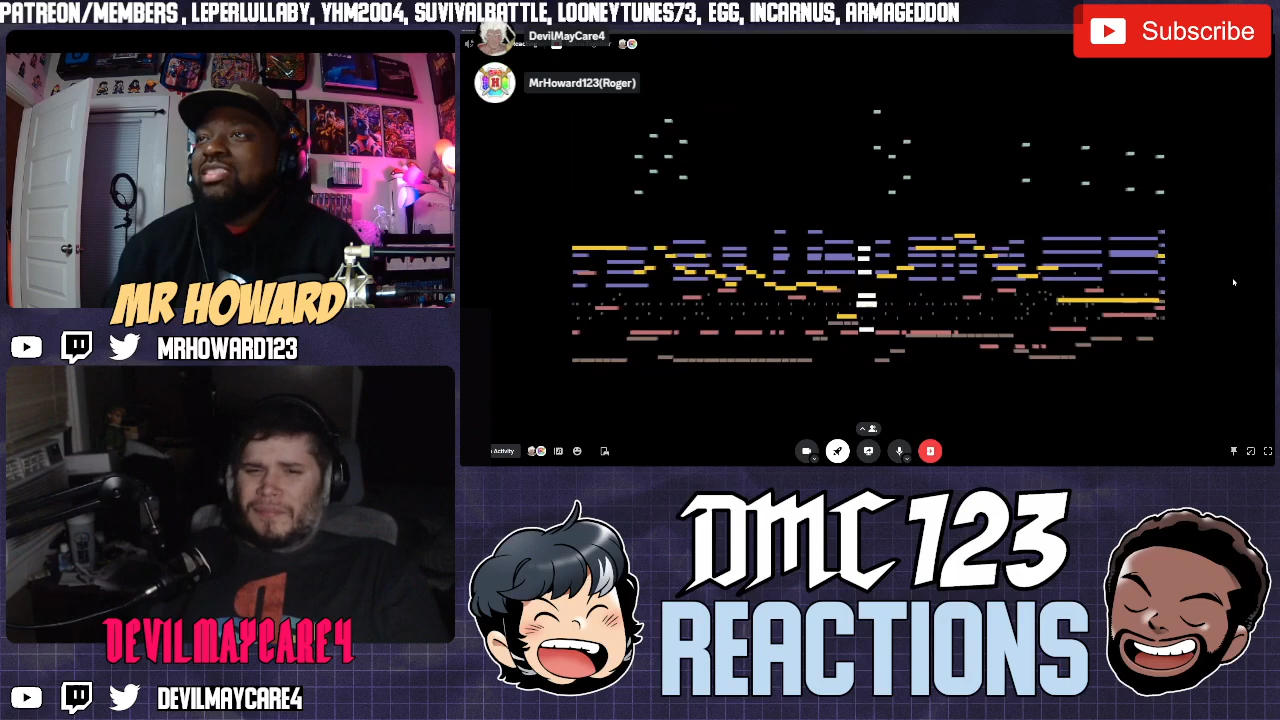 PATREON/MEMBERS, LEPERLULLABY, YHM2004, SUVIVALBATTLE, LOONEYTUNES73, EGG, INCARNUS, ARMAGEDDON
Subscribe
DevilMayCare4
MrHoward123(Roger)
MR HOWARD
MRHOWARD123
Activity
DEVILMAYCARE4
DEVILMAYCARE4
DMC 123
REACTIONS